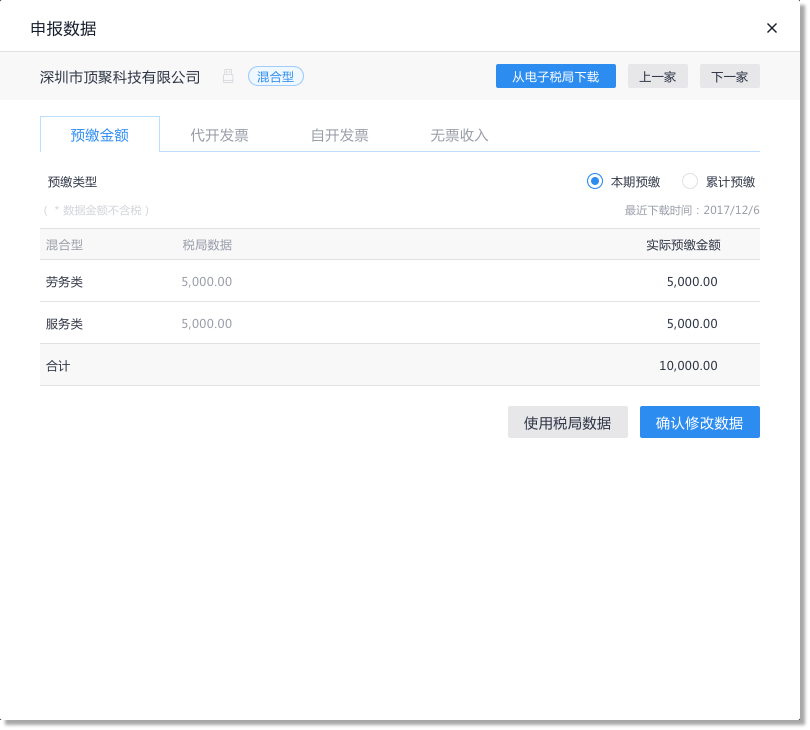 申报数据
深圳市顶聚科技有限公司 混合型 从电子税局下载 上一家 下一家
预缴金额 代开发票 自开发票 无票收入
预缴类型 本期预缴 累计预缴
( * 数据金额不含税 ) 最近下载时间：2017/12/6
混合型 税局数据 实际预缴金额
劳务类 5,000.00 5,000.00
服务类 5,000.00 5,000.00
合计 10,000.00
使用税局数据 确认修改数据